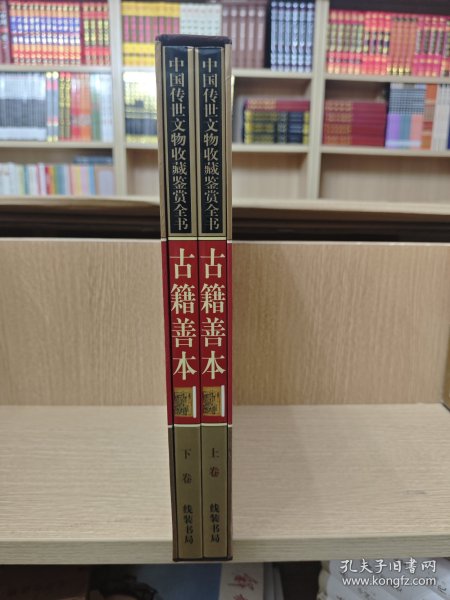 中国传世文物收藏鉴赏全书
古籍善本
上卷
线装书局
中国传世文物收藏鉴赏全书
古籍善本
下卷
线装书局
孔夫子旧书网
www.kongfz.com